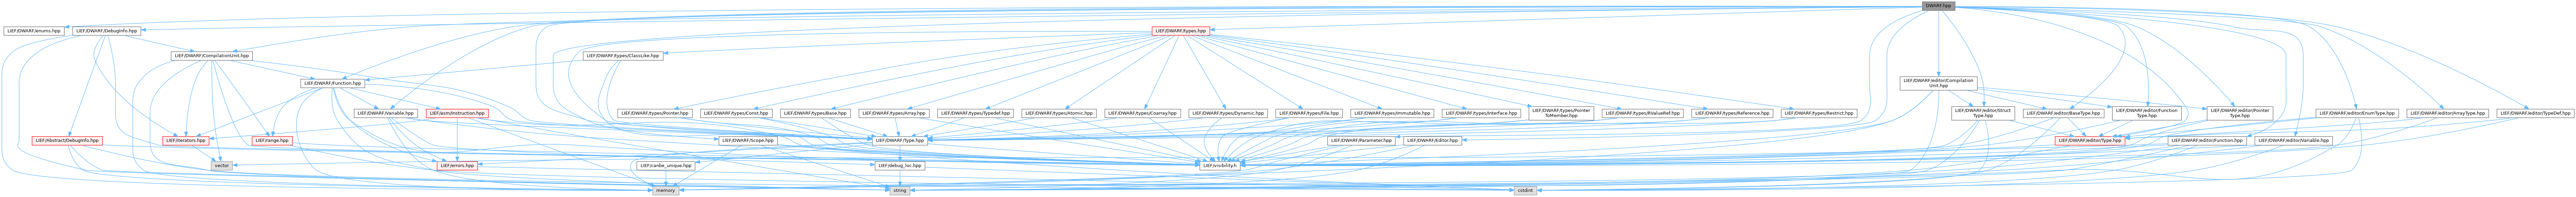 DWARF.hpp
LIEF/DWARF/enums.hpp
LIEF/DWARF/DebugInfo.hpp
LIEF/DWARF/types.hpp
LIEF/DWARF/CompilationUnit.hpp
LIEF/DWARF/types/ClassLike.hpp
LIEF/DWARF/Function.hpp
LIEF/DWARF/editor/Compilation
Unit.hpp
LIEF/DWARF/Variable.hpp
LIEF/asm/Instruction.hpp
LIEF/DWARF/types/Pointer.hpp
LIEF/DWARF/types/Const.hpp
LIEF/DWARF/types/Base.hpp
LIEF/DWARF/types/Array.hpp
LIEF/DWARF/types/Typedef.hpp
LIEF/DWARF/types/Atomic.hpp
LIEF/DWARF/types/Coarray.hpp
LIEF/DWARF/types/Dynamic.hpp
LIEF/DWARF/types/File.hpp
LIEF/DWARF/types/Immutable.hpp
LIEF/DWARF/types/Interface.hpp
LIEF/DWARF/types/Pointer
ToMember.hpp
LIEF/DWARF/types/RValueRef.hpp
LIEF/DWARF/types/Reference.hpp
LIEF/DWARF/types/Restrict.hpp
LIEF/DWARF/editor/Struct
Type.hpp
LIEF/DWARF/editor/BaseType.hpp
LIEF/DWARF/editor/Function
Type.hpp
LIEF/DWARF/editor/Pointer
Type.hpp
LIEF/DWARF/editor/EnumType.hpp
LIEF/DWARF/editor/ArrayType.hpp
LIEF/DWARF/editor/TypeDef.hpp
LIEF/Abstract/DebugInfo.hpp
LIEF/iterators.hpp
LIEF/range.hpp
LIEF/DWARF/Scope.hpp
LIEF/DWARF/Type.hpp
LIEF/DWARF/Parameter.hpp
LIEF/DWARF/Editor.hpp
LIEF/DWARF/editor/Type.hpp
LIEF/DWARF/editor/Function.hpp
LIEF/DWARF/editor/Variable.hpp
vector
LIEF/errors.hpp
LIEF/canbe_unique.hpp
LIEF/debug_loc.hpp
LIEF/visibility.h
memory
string
cstdint